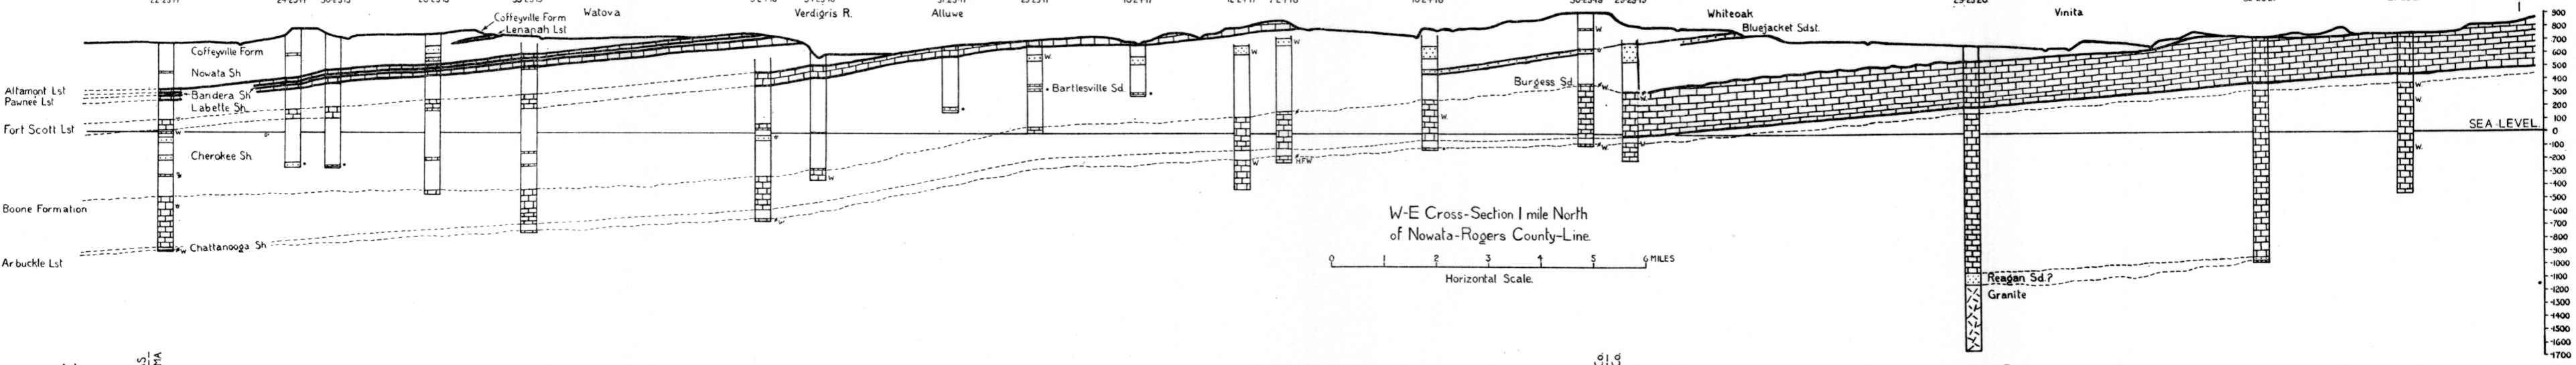 Watova
Verdigris R.
Alluwe
Whiteoak
Vinita
Coffeyville Form
Lenapah Lst
Bluejacket Sdst.
Coffeyville Form
Nowata Sh
Altamont Lst
Pawnee Lst
Bandera Sh
Labette Sh
Fort Scott Lst
Cherokee Sh
Bartlesville Sd
Burgess Sd.
SEA LEVEL
Boone Formation
Chattanooga Sh
Arbuckle Lst
W-E Cross-Section 1 mile North
of Nowata-Rogers County-Line.
0 1 2 3 4 5 6 MILES
Horizontal Scale.
Reagan Sd.?
Granite
900
800
700
600
500
400
300
200
100
0
-100
-200
-300
-400
-500
-600
-700
-800
-900
-1000
-1100
-1200
-1300
-1400
-1500
-1600
-1700